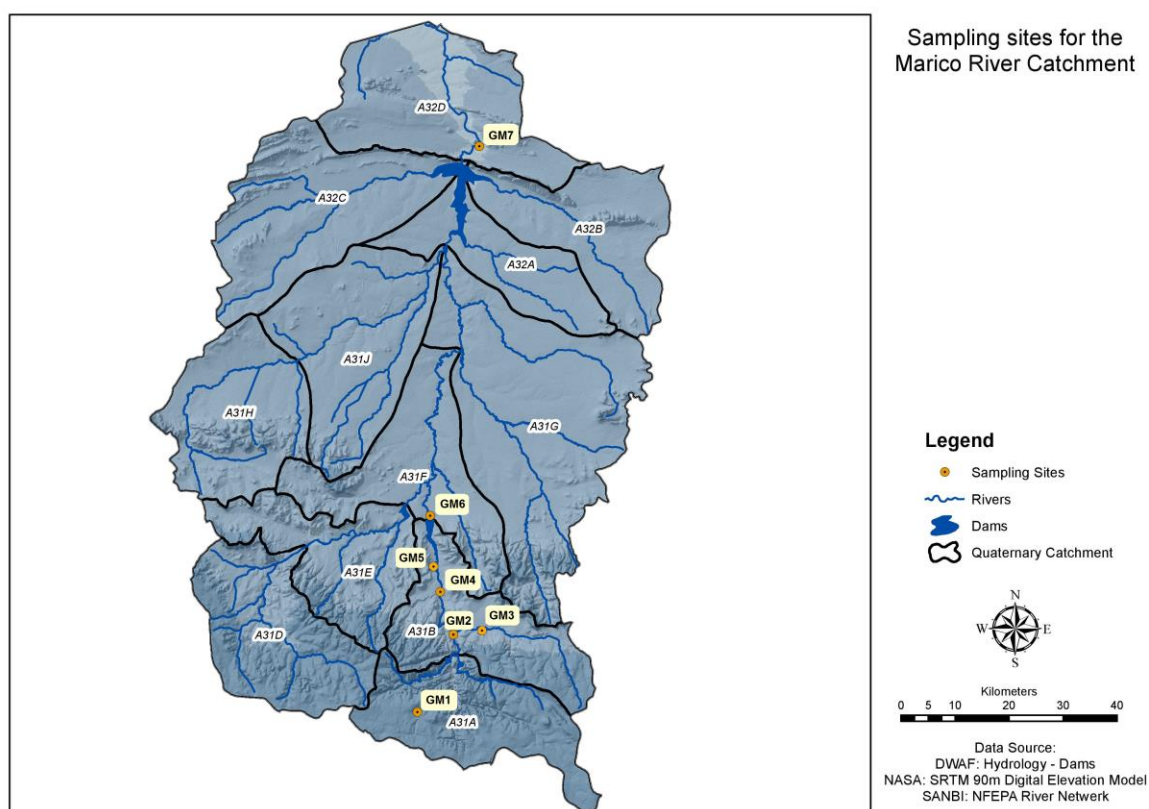 Sampling sites for the
Marico River Catchment
A32D
GM7
A32C
A32B
A32A
A31J
A31H
A31G
A31F
GM6
GM5
A31E
GM4
GM2
GM3
A31B
A31D
GM1
A31A
Legend
Sampling Sites
Rivers
Dams
Quaternary Catchment
N
W
E
S
Kilometers
0 5 10 20 30 40
Data Source:
DWAF: Hydrology - Dams
NASA: SRTM 90m Digital Elevation Model
SANBI: NFEPA River Netwerk